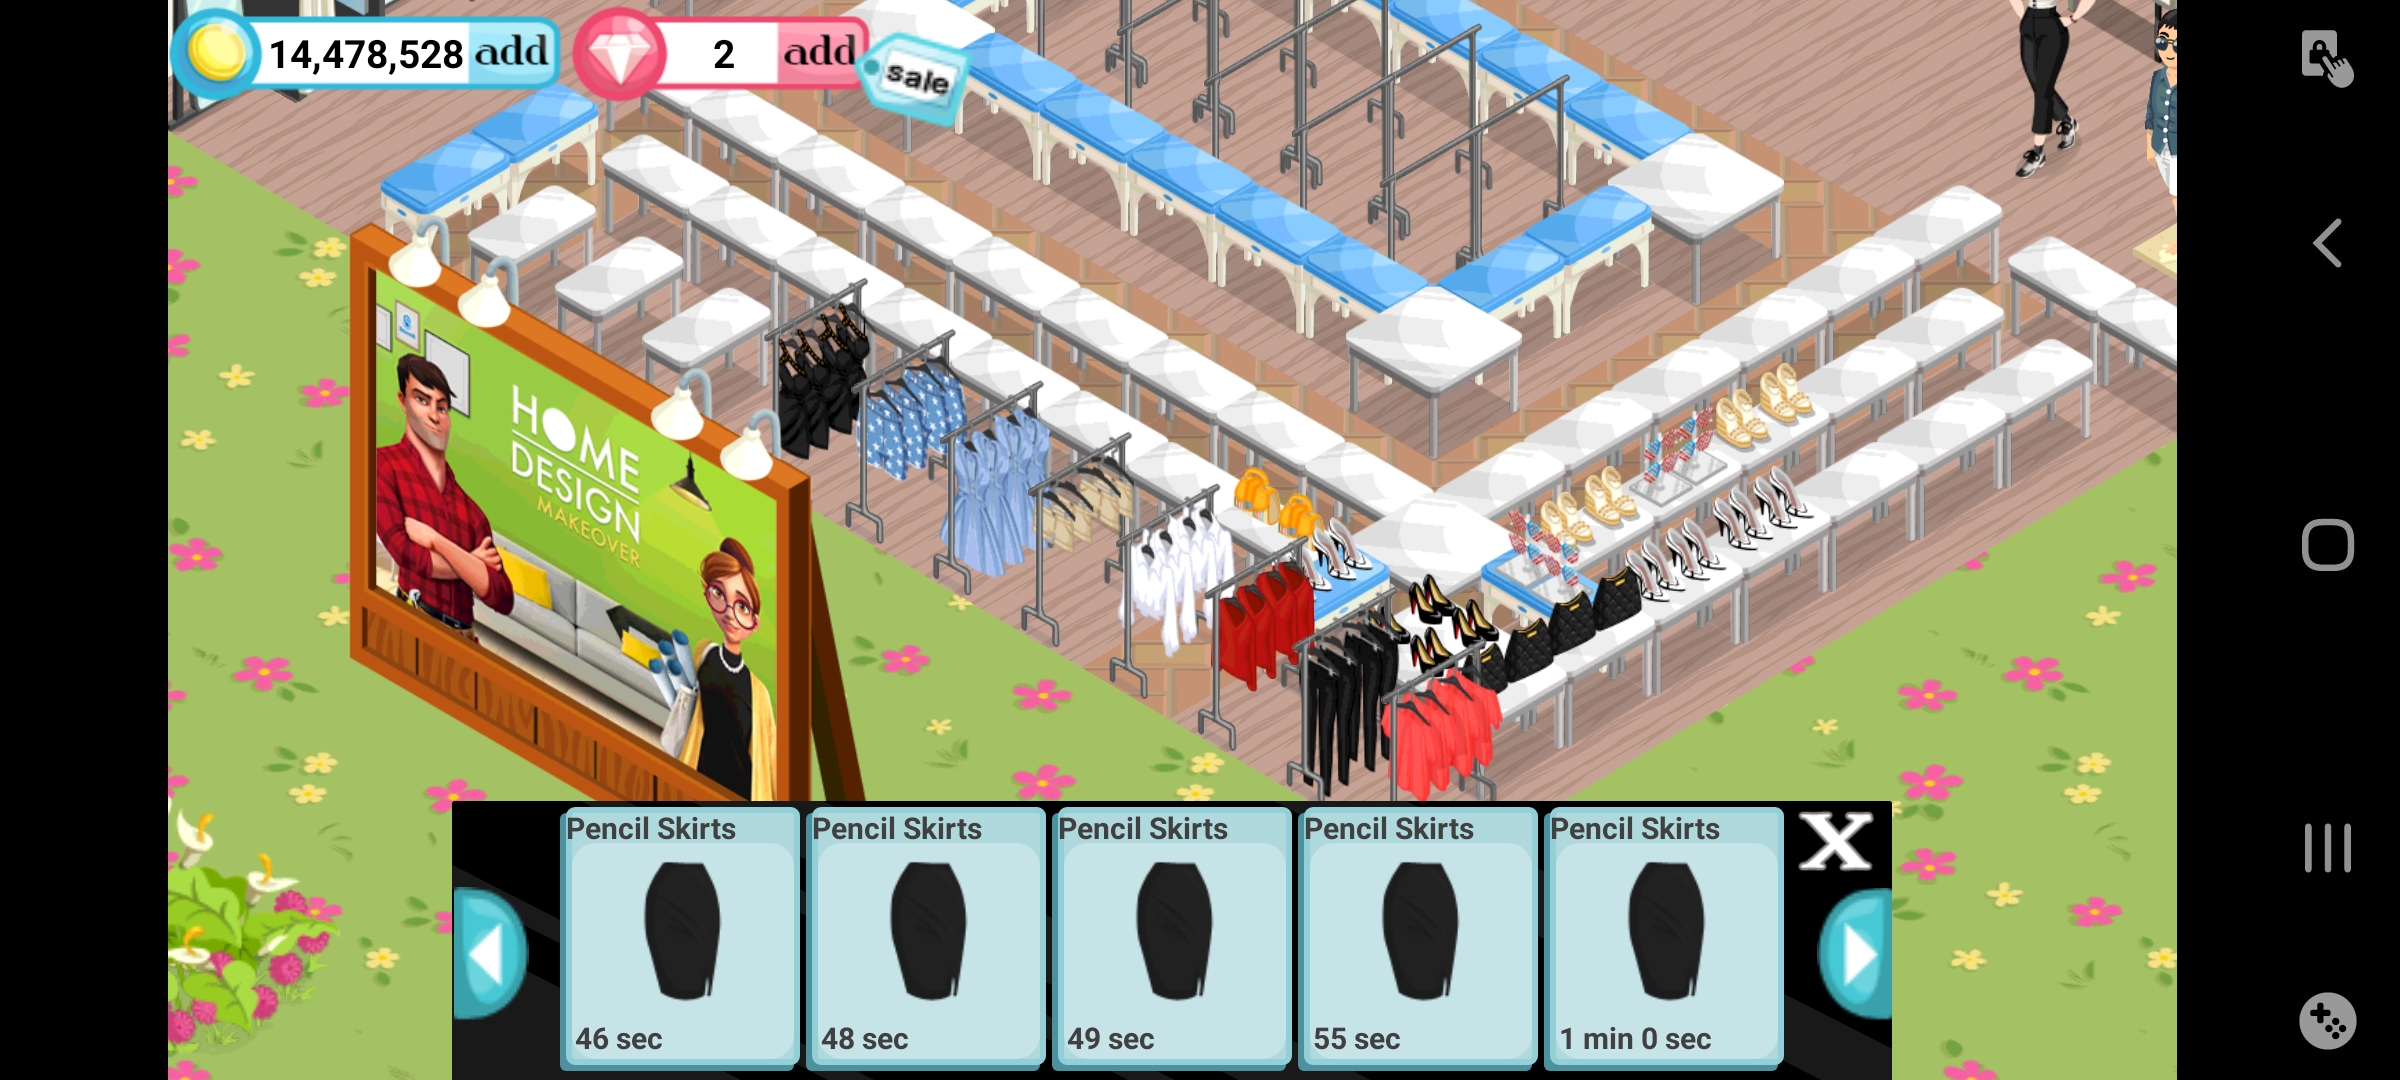 14,478,528 add
2 add
sale
HOME
DESIGN
MAKEOVER
Pencil Skirts
46 sec
Pencil Skirts
48 sec
Pencil Skirts
49 sec
Pencil Skirts
55 sec
Pencil Skirts
1 min 0 sec
X